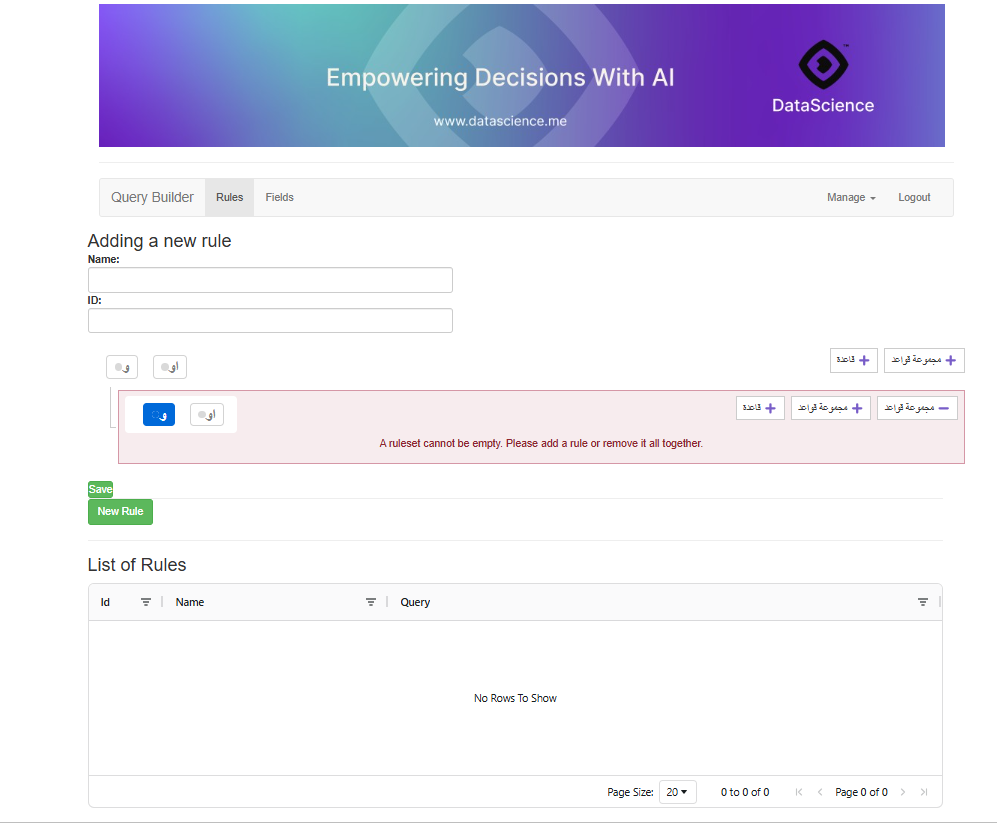 Empowering Decisions With AI
www.datascience.me
DataScience™
Query Builder Rules Fields Manage Logout
Adding a new rule
Name:
ID:
و او قاعدة + مجموعة قواعد +
و او قاعدة + مجموعة قواعد + مجموعة قواعد −
A ruleset cannot be empty. Please add a rule or remove it all together.
Save
New Rule
List of Rules
Id Name Query
No Rows To Show
Page Size: 20 0 to 0 of 0 Page 0 of 0